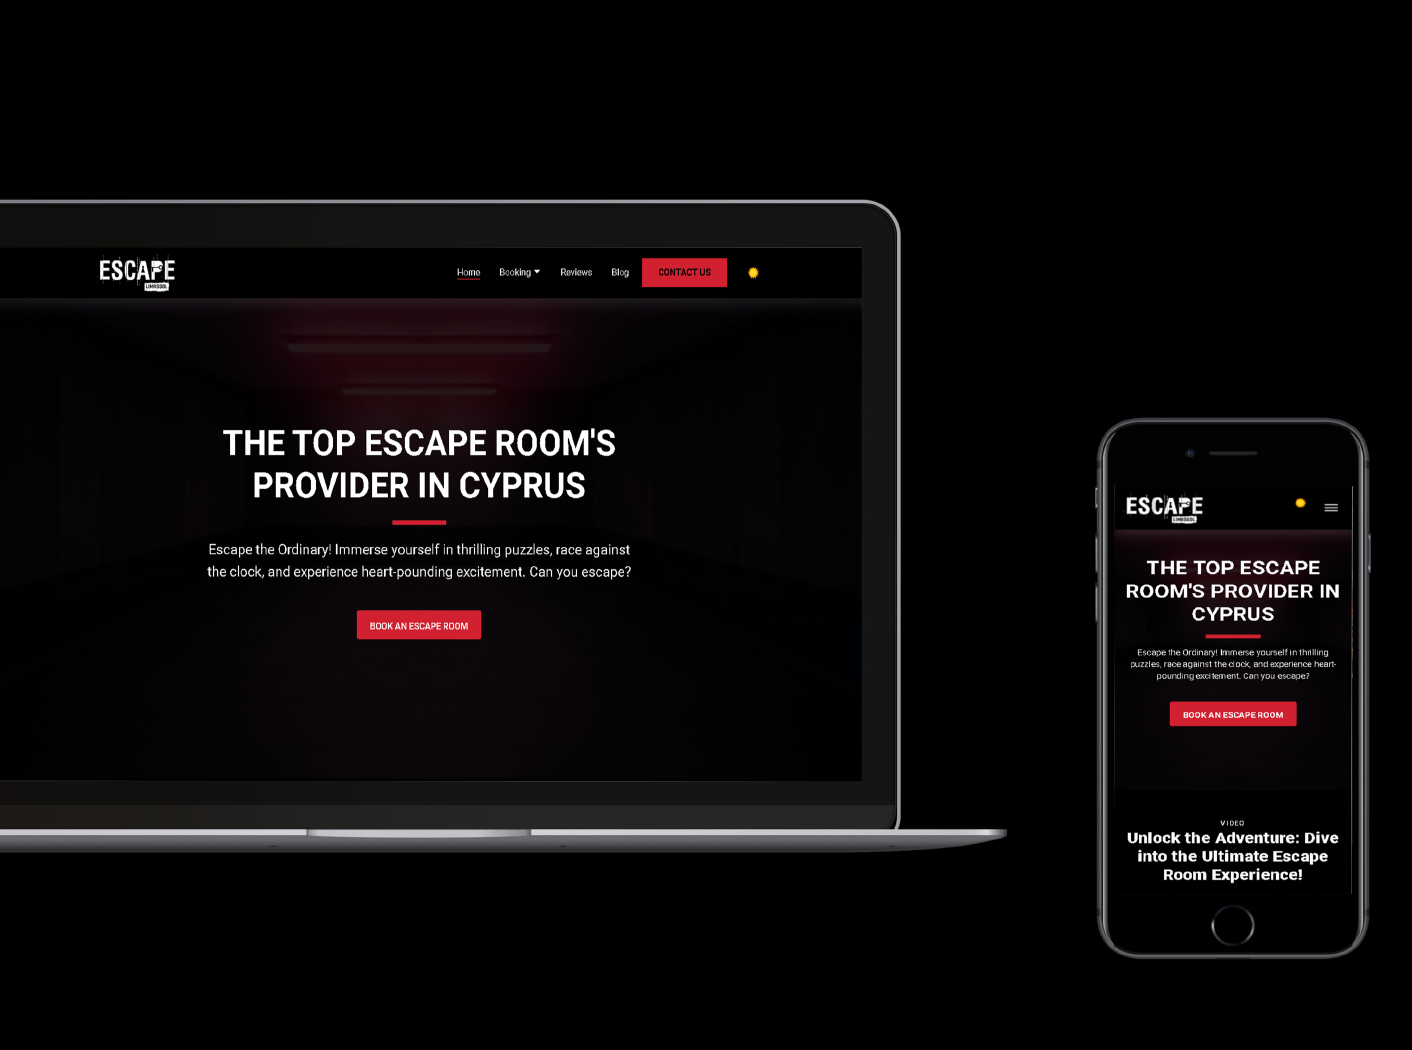 ESCAPE
LIMASSOL
Home Booking Reviews Blog CONTACT US
THE TOP ESCAPE ROOM'S
PROVIDER IN CYPRUS
Escape the Ordinary! Immerse yourself in thrilling puzzles, race against
the clock, and experience heart-pounding excitement. Can you escape?
BOOK AN ESCAPE ROOM
ESCAPE
LIMASSOL
THE TOP ESCAPE
ROOM'S PROVIDER IN
CYPRUS
Escape the Ordinary! Immerse yourself in thrilling
puzzles, race against the clock, and experience heart-
pounding excitement. Can you escape?
BOOK AN ESCAPE ROOM
VIDEO
Unlock the Adventure: Dive
into the Ultimate Escape
Room Experience!